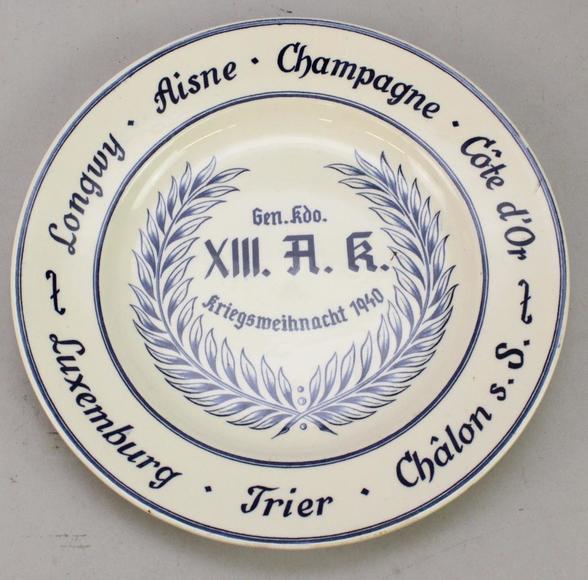 Longwy · Aisne · Champagne · Côte d'Or
Luxemburg · Trier · Châlon s. S.
Gen. Kdo.
XIII. A. K.
Kriegsweihnacht 1940